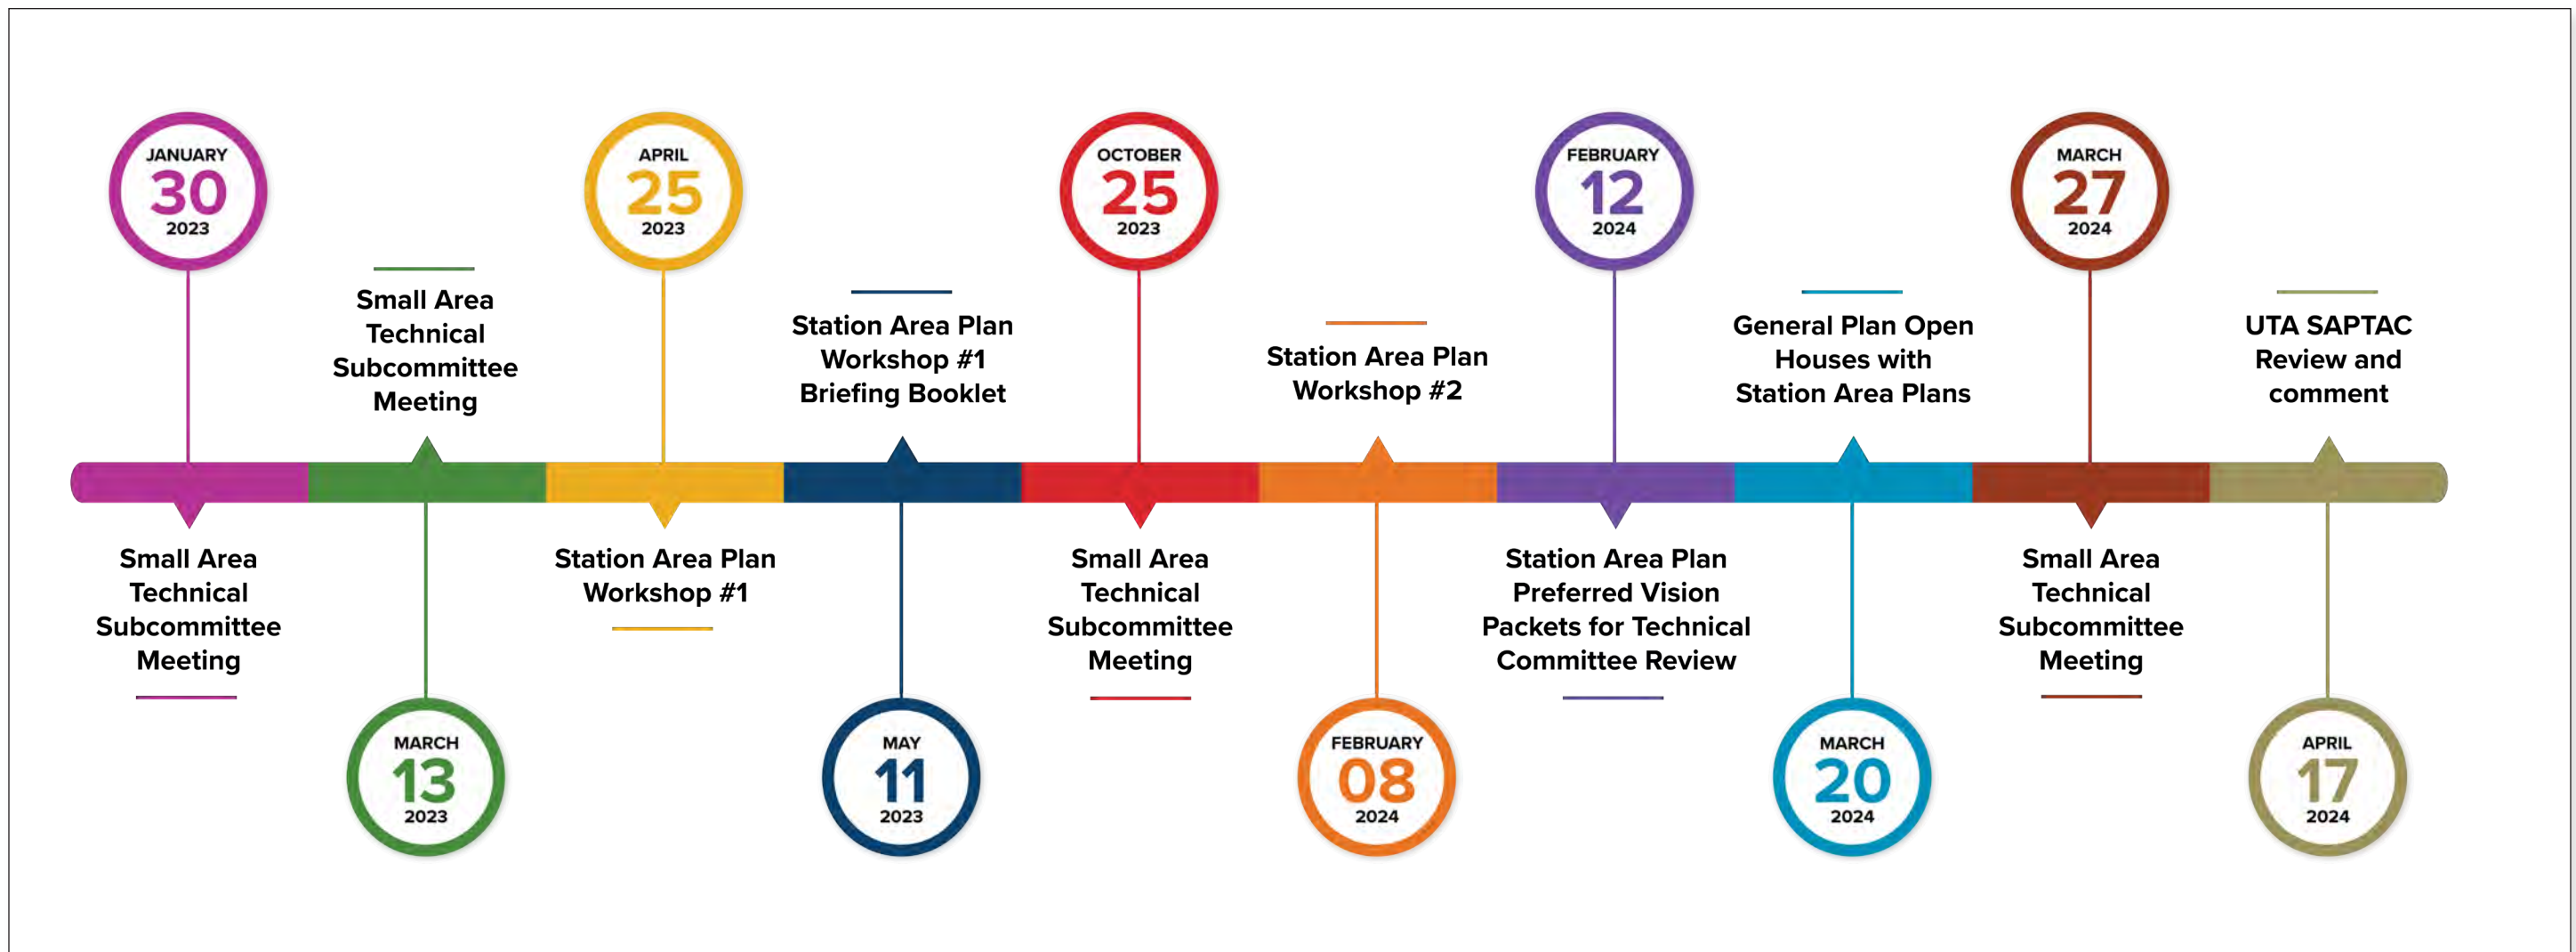 JANUARY
30
2023
Small Area
Technical
Subcommittee
Meeting
Small Area
Technical
Subcommittee
Meeting
MARCH
13
2023
APRIL
25
2023
Station Area Plan
Workshop #1
Station Area Plan
Workshop #1
Briefing Booklet
MAY
11
2023
OCTOBER
25
2023
Small Area
Technical
Subcommittee
Meeting
Station Area Plan
Workshop #2
FEBRUARY
08
2024
FEBRUARY
12
2024
Station Area Plan
Preferred Vision
Packets for Technical
Committee Review
General Plan Open
Houses with
Station Area Plans
MARCH
20
2024
MARCH
27
2024
Small Area
Technical
Subcommittee
Meeting
UTA SAPTAC
Review and
comment
APRIL
17
2024